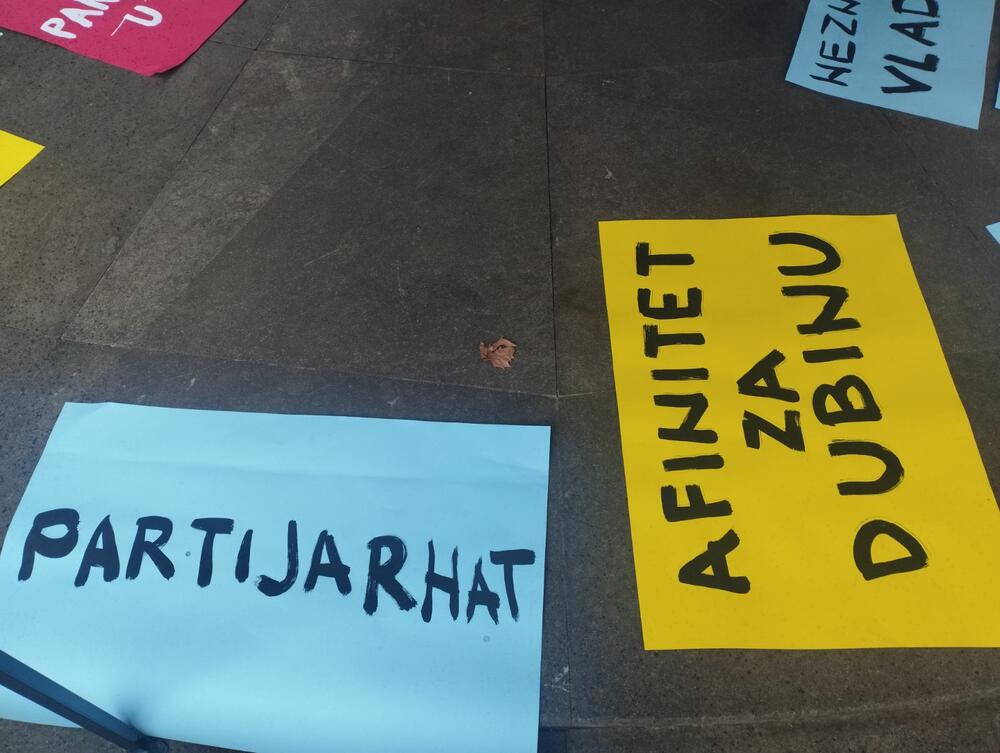 PARTIJARHAT
AFINITET
ZA
DUBINU